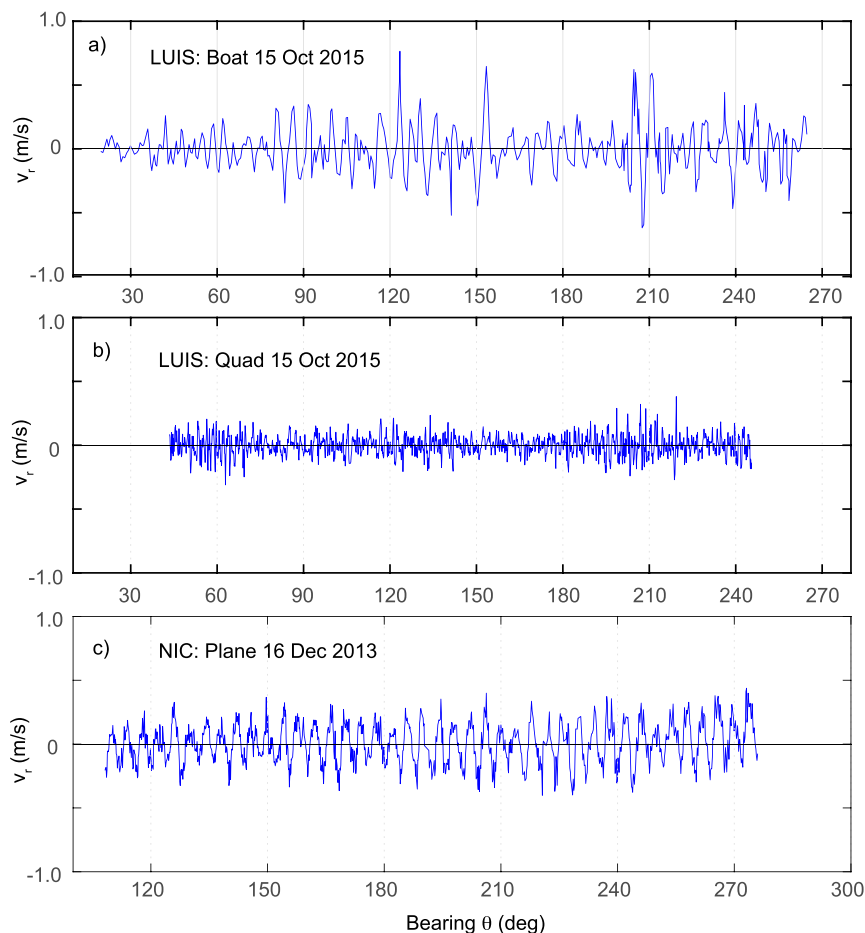 1.0
a)
LUIS: Boat 15 Oct 2015
v_r (m/s)
0
-1.0
30 60 90 120 150 180 210 240 270
1.0
b)
LUIS: Quad 15 Oct 2015
v_r (m/s)
0
-1.0
30 60 90 120 150 180 210 240 270
1.0
c)
NIC: Plane 16 Dec 2013
v_r (m/s)
0
-1.0
120 150 180 210 240 270 300
Bearing θ (deg)